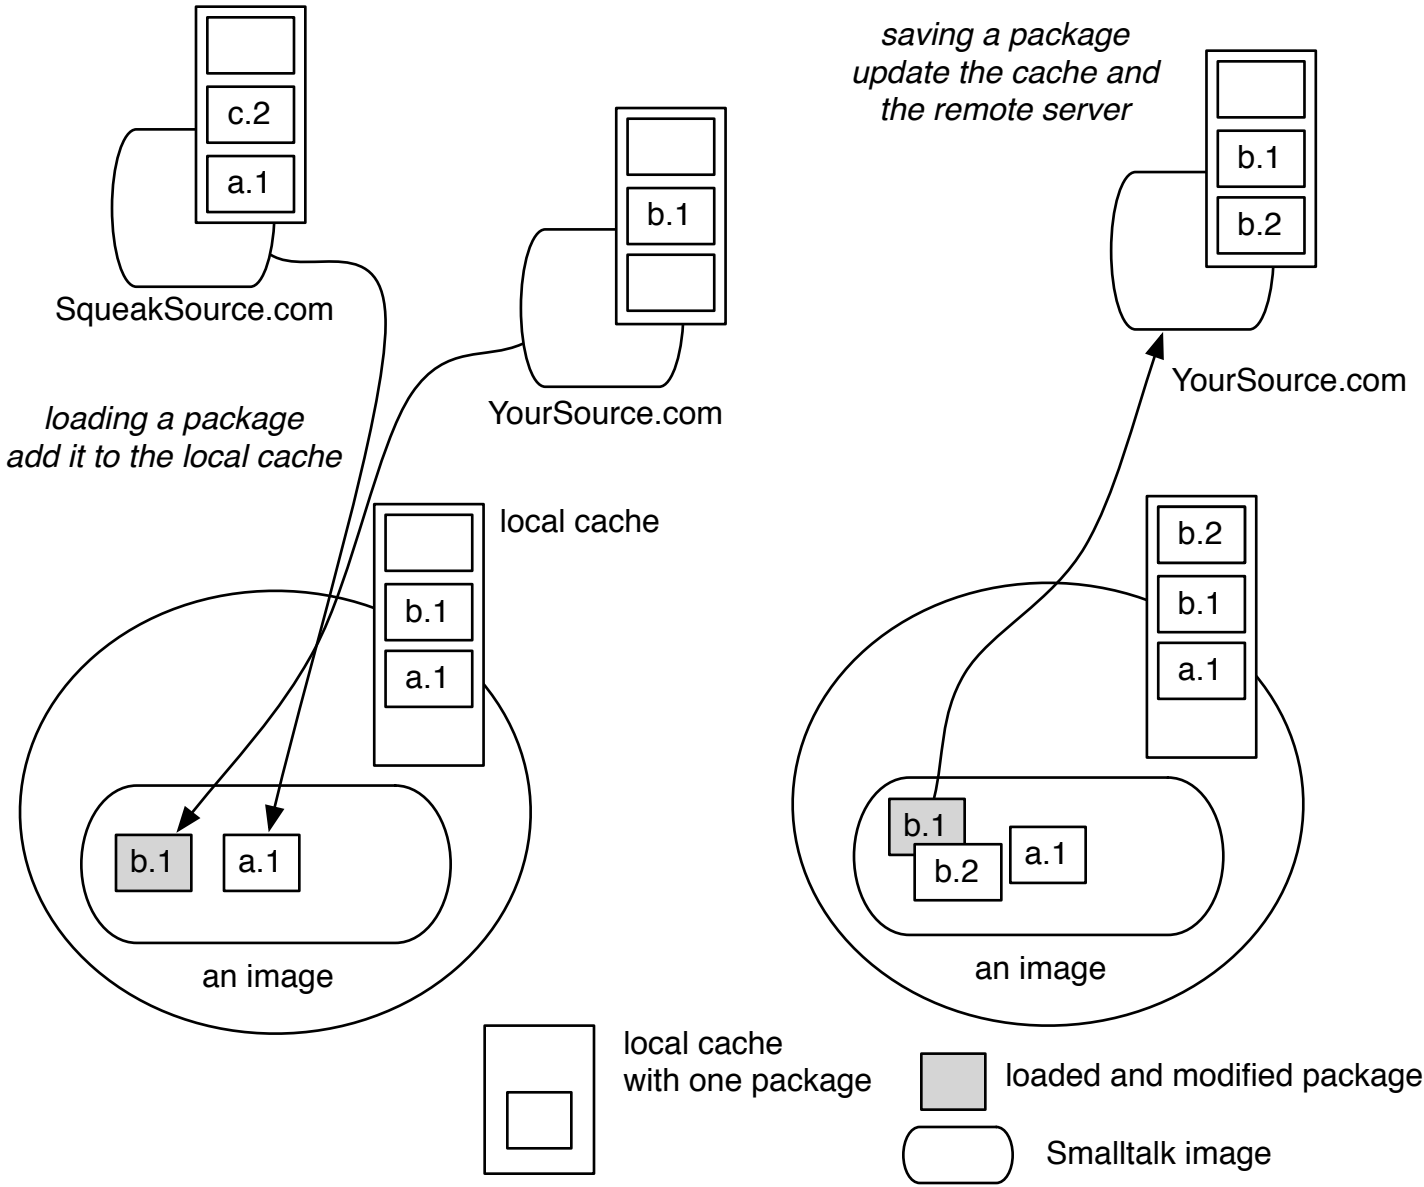 c.2
a.1
SqueakSource.com
b.1
YourSource.com
loading a package
add it to the local cache
local cache
b.1
a.1
b.1
a.1
an image
saving a package
update the cache and
the remote server
b.1
b.2
YourSource.com
b.2
b.1
a.1
b.1
b.2
a.1
an image
local cache
with one package
loaded and modified package
Smalltalk image